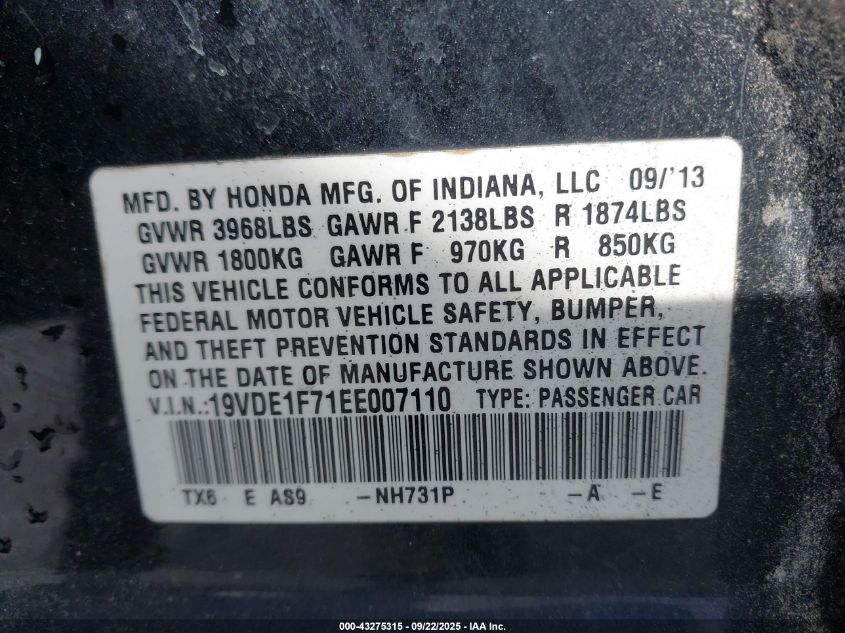 MFD. BY HONDA MFG. OF INDIANA, LLC 09/'13
GVWR 3968LBS GAWR F 2138LBS R 1874LBS
GVWR 1800KG GAWR F 970KG R 850KG
THIS VEHICLE CONFORMS TO ALL APPLICABLE
FEDERAL MOTOR VEHICLE SAFETY, BUMPER,
AND THEFT PREVENTION STANDARDS IN EFFECT
ON THE DATE OF MANUFACTURE SHOWN ABOVE.
V.I.N.:19VDE1F71EE007110 TYPE: PASSENGER CAR
TX6 E AS9 -NH731P -A -E
000-43275315 - 09/22/2025 - IAA Inc.